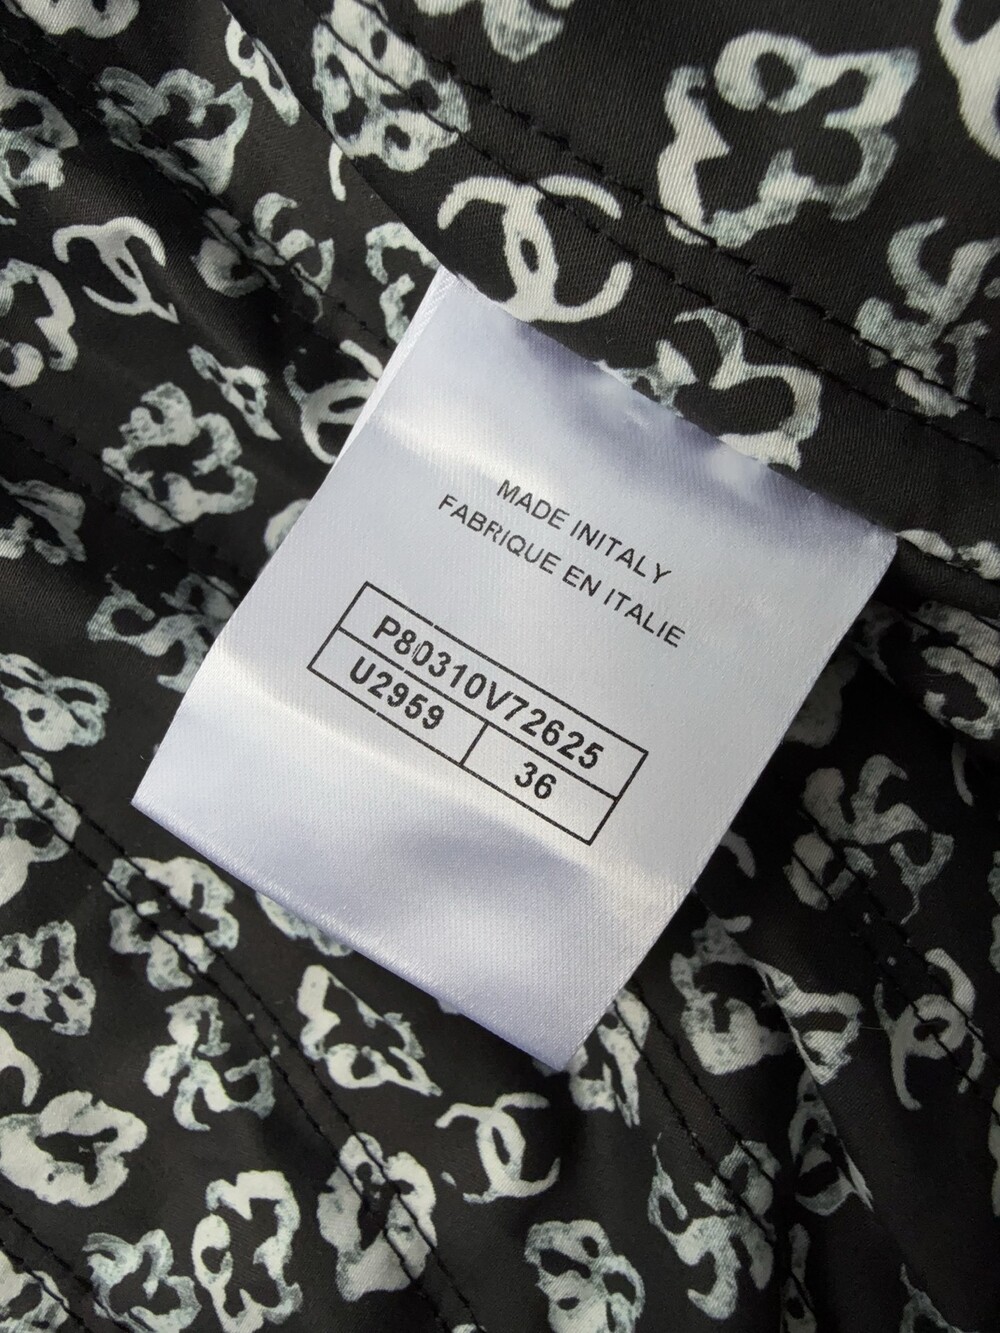 MADE INITALY
FABRIQUE EN ITALIE
P80310V72625
U2959 36